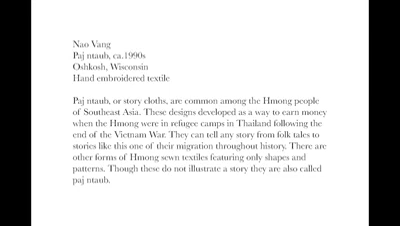 Nao Vang
Paj ntaub, ca.1990s
Oshkosh, Wisconsin
Hand embroidered textile
Paj ntaub, or story cloths, are common among the Hmong people
of Southeast Asia. These designs developed as a way to earn money
when the Hmong were in refugee camps in Thailand following the
end of the Vietnam War. They can tell any story from folk tales to
stories like this one of their migration throughout history. There are
other forms of Hmong sewn textiles featuring only shapes and
patterns. Though these do not illustrate a story they are also called
paj ntaub.